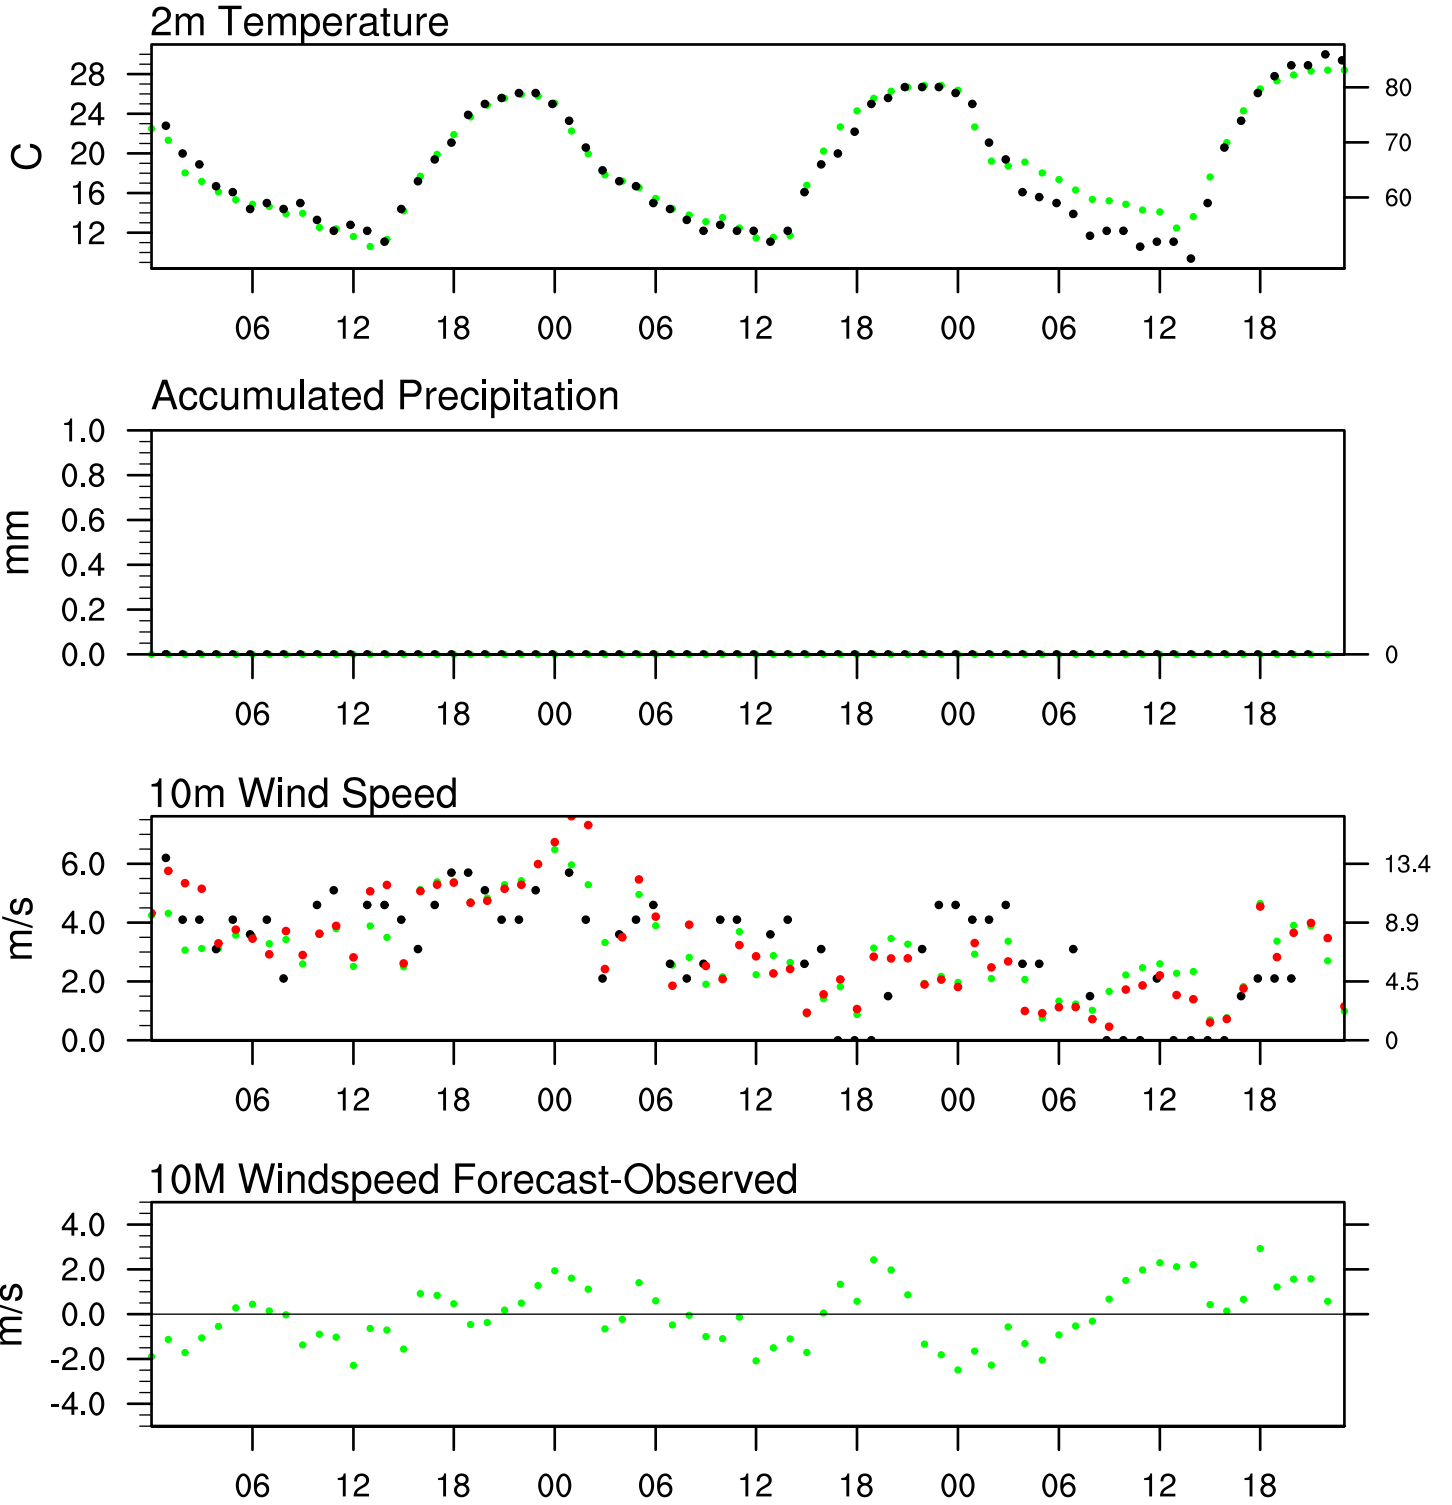 2m Temperature
28
24
20
16
12
C
80
70
60
06 12 18 00 06 12 18 00 06 12 18
Accumulated Precipitation
1.0
0.8
0.6
0.4
0.2
0.0
mm
0
06 12 18 00 06 12 18 00 06 12 18
10m Wind Speed
6.0
4.0
2.0
0.0
m/s
13.4
8.9
4.5
0
06 12 18 00 06 12 18 00 06 12 18
10M Windspeed Forecast-Observed
4.0
2.0
0.0
-2.0
-4.0
m/s
06 12 18 00 06 12 18 00 06 12 18